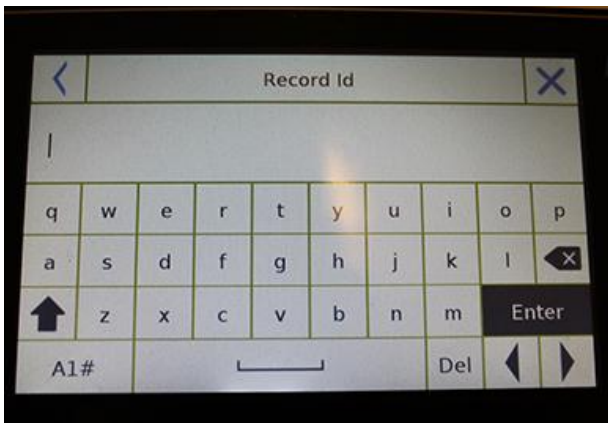 Record Id
q w e r t y u i o p
a s d f g h j k l
z x c v b n m Enter
A1# Del